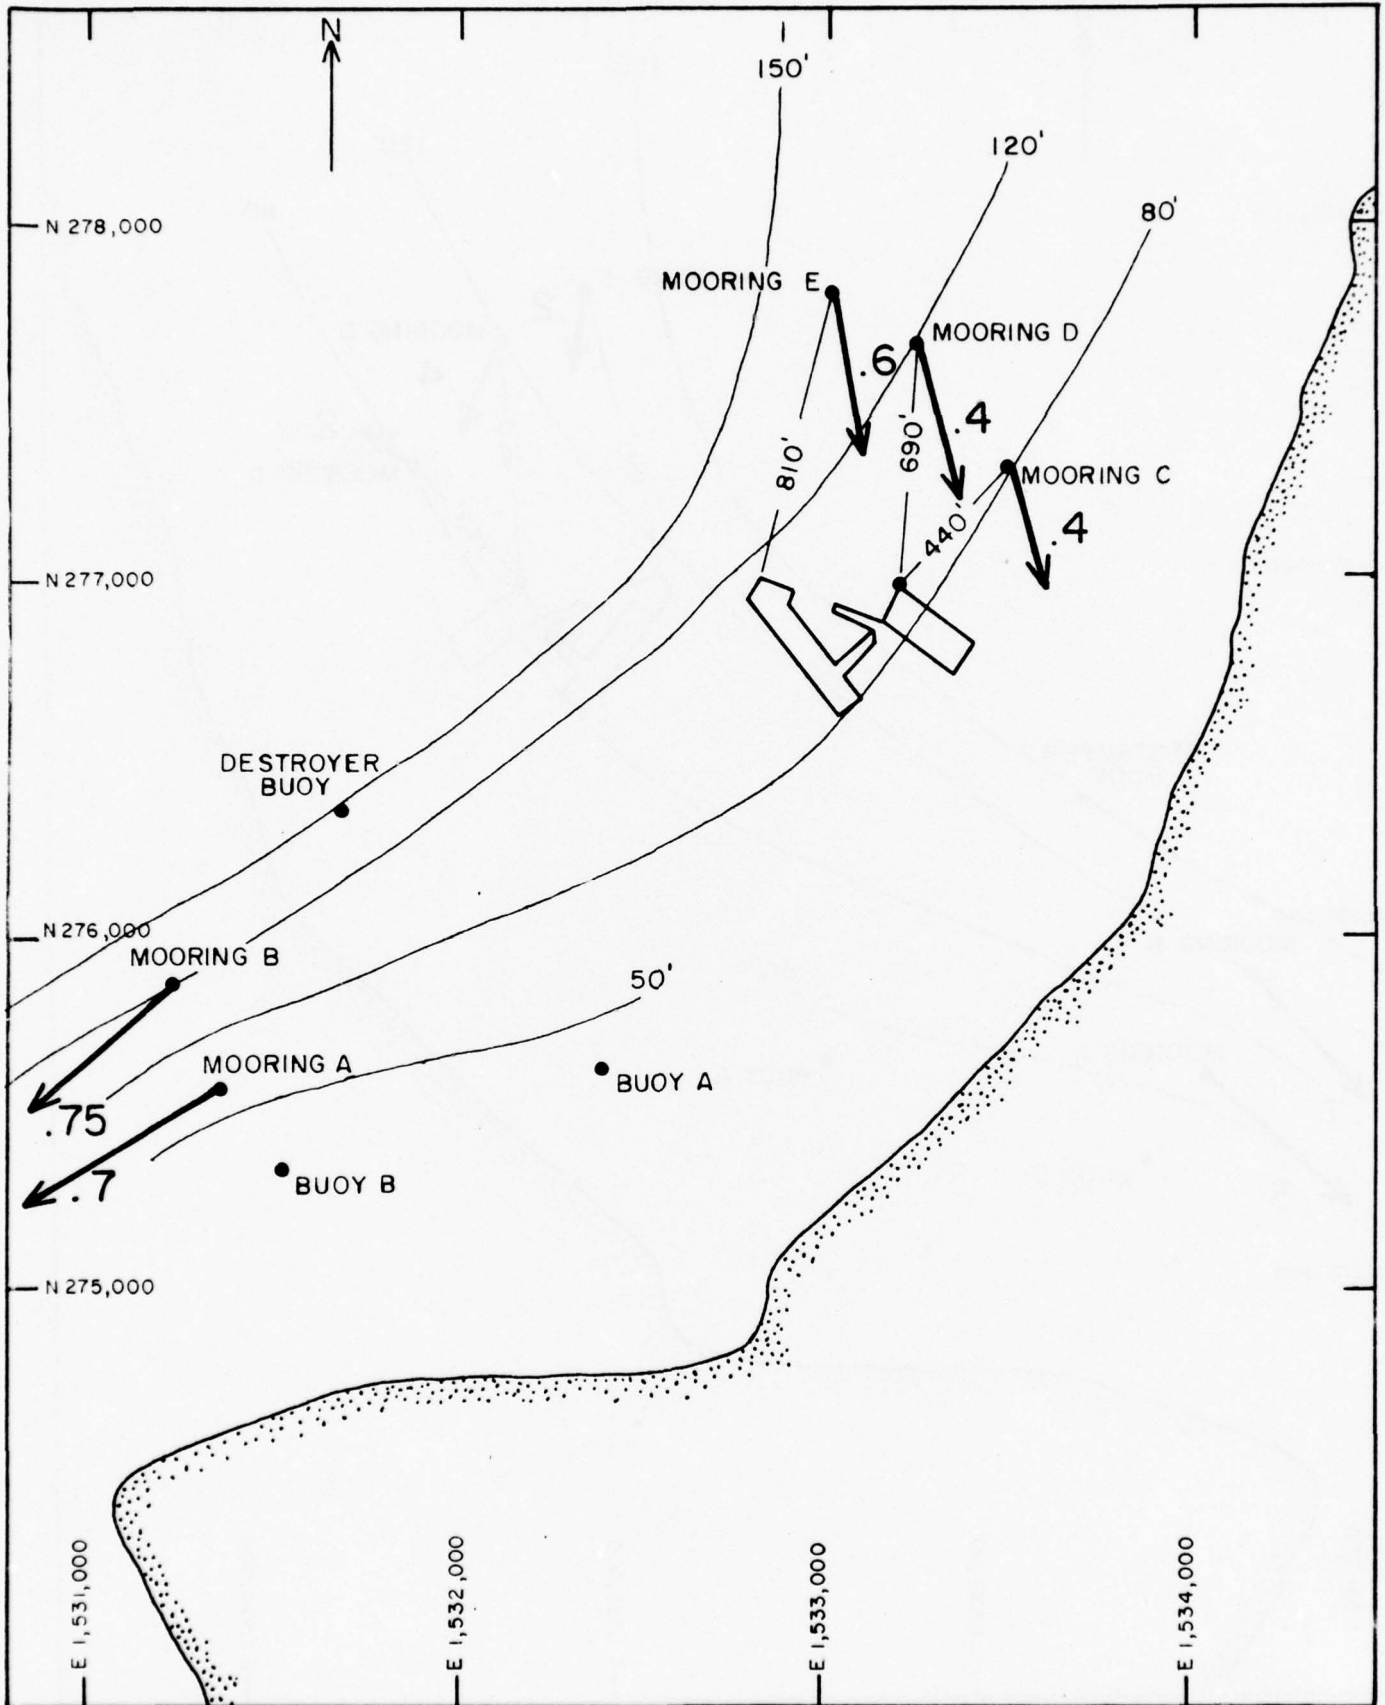 N
150'
120'
80'
N 278,000
MOORING E
MOORING D
.6
.4
810'
690'
MOORING C
440'
.4
N 277,000
DESTROYER
BUOY
N 276,000
MOORING B
50'
MOORING A
BUOY A
.75
.7
BUOY B
N 275,000
E 1,531,000
E 1,532,000
E 1,533,000
E 1,534,000